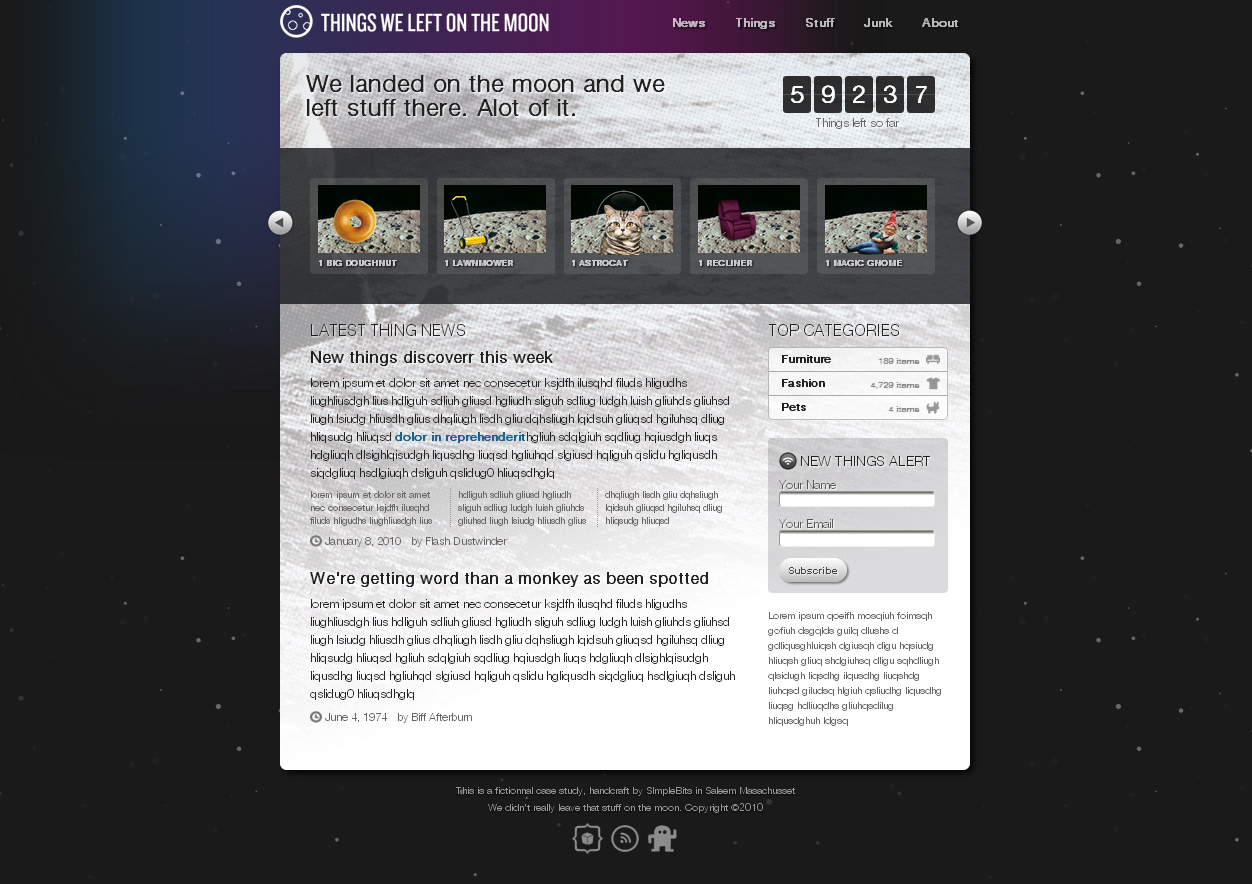 THINGS WE LEFT ON THE MOON
News Things Stuff Junk About
We landed on the moon and we
left stuff there. Alot of it.
5 9 2 3 7
Things left so far
1 BIG DOUGHNUT
1 LAWNMOWER
1 ASTROCAT
1 RECLINER
1 MAGIC GNOME
LATEST THING NEWS
New things discoverr this week
lorem ipsum et dolor sit amet nec consecetur ksjdfh ilusqhd filuds hligudhs
liughliusdgh lius hdliguh sdliuh gliusd hgliudh sliguh sdliug ludgh luish gliuhds gliuhsd
liugh lsiudg hliusdh glius dhqliugh lisdh gliu dqhsliugh lqidsuh gliuqsd hgiluhsq dliug
hliqsudg hliuqsd dolor in reprehenderithgliuh sdqlgiuh sqdliug hqiusdgh liuqs
hdgliuqh dlsighlqisudgh liqusdhg liuqsd hgliuhqd slgiusd hqliguh qslidu hgliqusdh
siqdgliuq hsdlgiuqh dsliguh qslidug0 hliuqsdhglq
lorem ipsum et dolor sit amet
nec consecetur ksjdfh ilusqhd
filuds hligudhs liughliusdgh lius
hdliguh sdliuh gliusd hgliudh
sliguh sdliug ludgh luish gliuhds
gliuhsd liugh lsiudg hliusdh glius
dhqliugh lisdh gliu dqhsliugh
lqidsuh gliuqsd hgiluhsq dliug
hliqsudg hliuqsd
January 8, 2010 by Flash Dustwinder
We're getting word than a monkey as been spotted
lorem ipsum et dolor sit amet nec consecetur ksjdfh ilusqhd filuds hligudhs
liughliusdgh lius hdliguh sdliuh gliusd hgliudh sliguh sdliug ludgh luish gliuhds gliuhsd
liugh lsiudg hliusdh glius dhqliugh lisdh gliu dqhsliugh lqidsuh gliuqsd hgiluhsq dliug
hliqsudg hliuqsd hgliuh sdqlgiuh sqdliug hqiusdgh liuqs hdgliuqh dlsighlqisudgh
liqusdhg liuqsd hgliuhqd slgiusd hqliguh qslidu hgliqusdh siqdgliuq hsdlgiuqh dsliguh
qslidug0 hliuqsdhglq
June 4, 1974 by Biff Afterburn
TOP CATEGORIES
Furniture 189 items
Fashion 4,729 items
Pets 4 items
NEW THINGS ALERT
Your Name
Your Email
Subscribe
Lorem ipsum qoeifh mosqiuh foimsqh
gofiuh dsgqlds guilq dlushs d
gdliqusghluiqsh dgiusqh dligu hqsiudg
hliuqsh gliuq shdgiuhsq dligu sqhdliugh
qlsidugh liqsdhg ilqusdhg liuqshdg
liuhqsd giludsq hlgiuh qsliudhg liqusdhg
liuqsg hdliuqdhs gliuhqsdilug
hliqusdghuh ldgsq
This is a fictionnal case study, handcraft by SImpleBits in Saleem Masachusset
We didn't really leave that stuff on the moon. Copyright ©2010